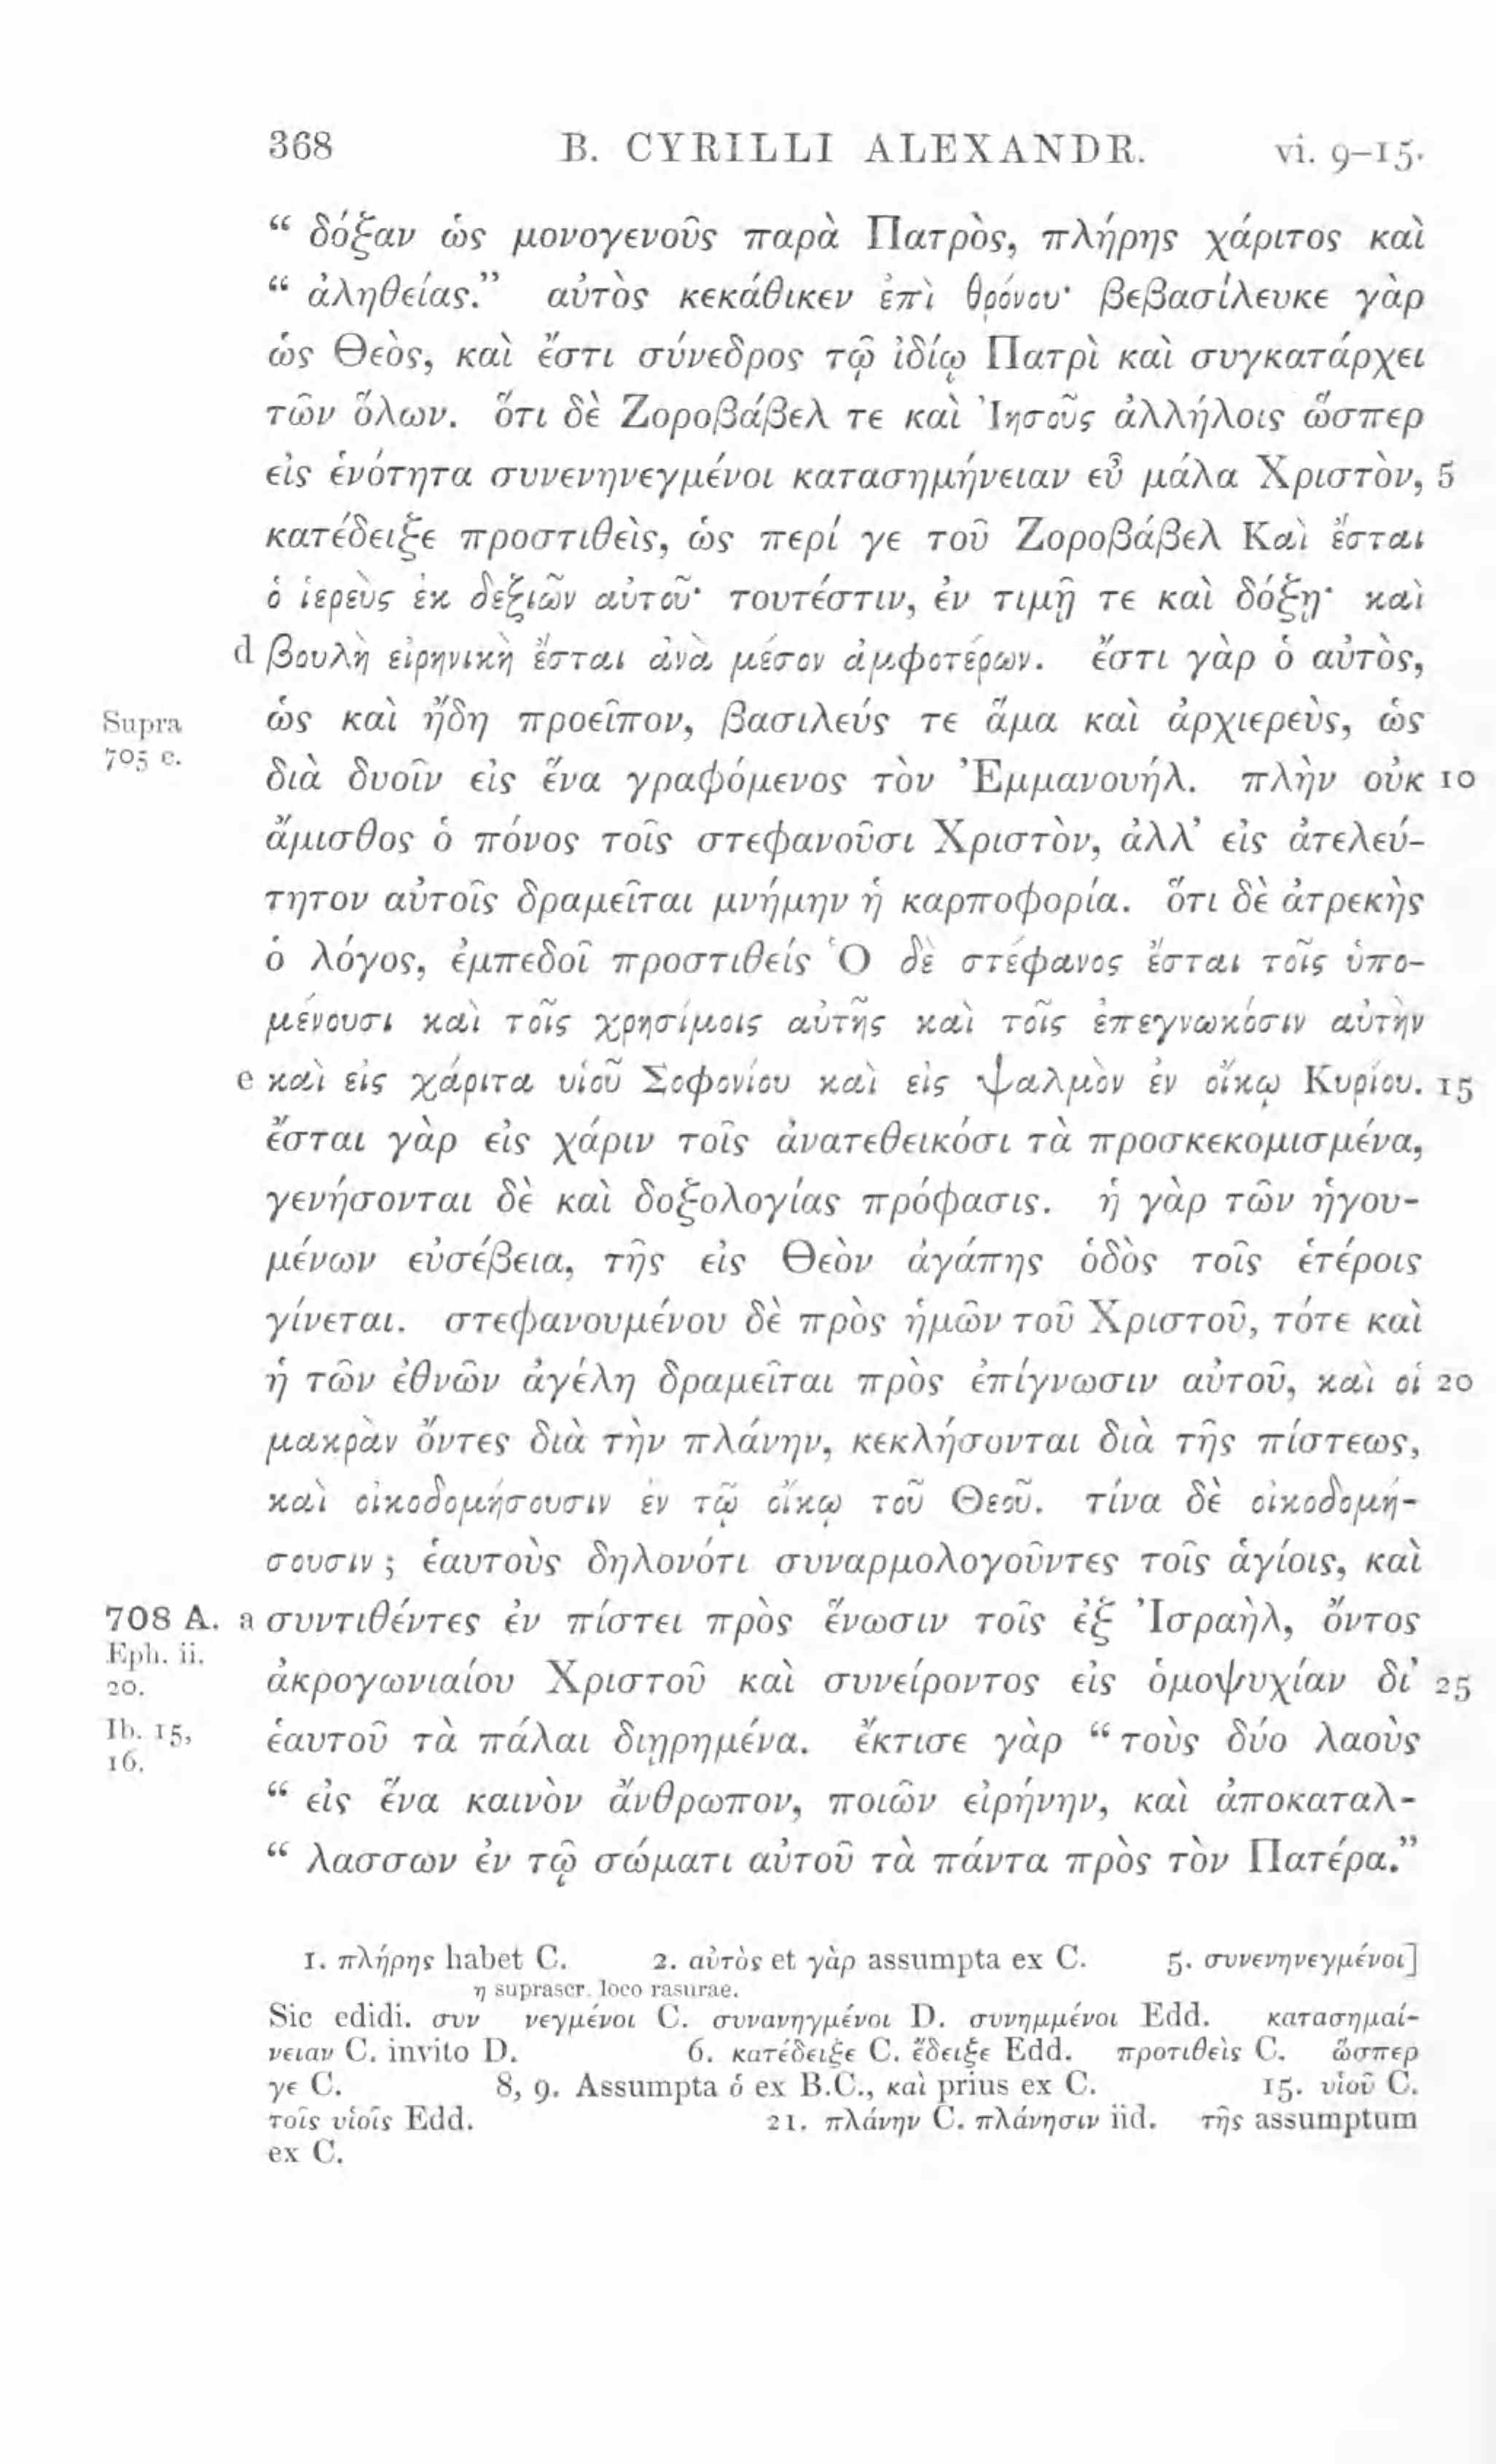 368 B. CYRILLI ALEXANDR. vi. 9–15.
“ δόξαν ὡς μονογενοῦς παρὰ Πατρὸς, πλήρης χάριτος καὶ
“ ἀληθείας.” αὐτὸς κεκάθικεν ἐπὶ θρόνου· βεβασίλευκε γὰρ
ὡς Θεὸς, καὶ ἔστι σύνεδρος τῷ ἰδίῳ Πατρὶ καὶ συγκατάρχει
τῶν ὅλων. ὅτι δὲ Ζοροβάβελ τε καὶ Ἰησοῦς ἀλλήλοις ὥσπερ
εἰς ἑνότητα συνενηνεγμένοι κατασημήνειαν εὖ μάλα Χριστὸν, 5
κατέδειξε προστιθεὶς, ὡς περί γε τοῦ Ζοροβάβελ Καὶ ἔσται
ὁ ἱερεὺς ἐκ δεξιῶν αὐτοῦ· τουτέστιν, ἐν τιμῇ τε καὶ δόξῃ· καὶ
d βουλὴ εἰρηνικὴ ἔσται ἀνὰ μέσον ἀμφοτέρων. ἔστι γὰρ ὁ αὐτὸς,
Supra ὡς καὶ ἤδη προεῖπον, βασιλεύς τε ἅμα καὶ ἀρχιερεὺς, ὡς
705 c. διὰ δυοῖν εἰς ἕνα γραφόμενος τὸν Ἐμμανουήλ. πλὴν οὐκ 10
ἄμισθος ὁ πόνος τοῖς στεφανοῦσι Χριστὸν, ἀλλ’ εἰς ἀτελεύ-
τητον αὐτοῖς δραμεῖται μνήμην ἡ καρποφορία. ὅτι δὲ ἀτρεκὴς
ὁ λόγος, ἐμπεδοῖ προστιθείς Ὁ δὲ στέφανος ἔσται τοῖς ὑπο-
μένουσι καὶ τοῖς χρησίμοις αὐτῆς καὶ τοῖς ἐπεγνωκόσιν αὐτὴν
e καὶ εἰς χάριτα υἱοῦ Σοφονίου καὶ εἰς ψαλμὸν ἐν οἴκῳ Κυρίου. 15
ἔσται γὰρ εἰς χάριν τοῖς ἀνατεθεικόσι τὰ προσκεκομισμένα,
γενήσονται δὲ καὶ δοξολογίας πρόφασις. ἡ γὰρ τῶν ἡγου-
μένων εὐσέβεια, τῆς εἰς Θεὸν ἀγάπης ὁδὸς τοῖς ἑτέροις
γίνεται. στεφανουμένου δὲ πρὸς ἡμῶν τοῦ Χριστοῦ, τότε καὶ
ἡ τῶν ἐθνῶν ἀγέλη δραμεῖται πρὸς ἐπίγνωσιν αὐτοῦ, καὶ οἱ 20
μακρὰν ὄντες διὰ τὴν πλάνην, κεκλήσονται διὰ τῆς πίστεως,
καὶ οἰκοδομήσουσιν ἐν τῷ οἴκῳ τοῦ Θεοῦ. τίνα δὲ οἰκοδομή-
σουσιν ; ἑαυτοὺς δηλονότι συναρμολογοῦντες τοῖς ἁγίοις, καὶ
708 A. a συντιθέντες ἐν πίστει πρὸς ἕνωσιν τοῖς ἐξ Ἰσραὴλ, ὄντος
Eph. ii.
20. ἀκρογωνιαίου Χριστοῦ καὶ συνείροντος εἰς ὁμοψυχίαν δι’ 25
Ib. 15, ἑαυτοῦ τὰ πάλαι διῃρημένα. ἔκτισε γὰρ “ τοὺς δύο λαοὺς
16.
“ εἰς ἕνα καινὸν ἄνθρωπον, ποιῶν εἰρήνην, καὶ ἀποκαταλ-
“ λασσων ἐν τῷ σώματι αὐτοῦ τὰ πάντα πρὸς τὸν Πατέρα.”
1. πλήρης habet C. 2. αὐτὸς et γὰρ assumpta ex C. 5. συνενηνεγμένοι]
η suprascr. loco rasurae.
Sic edidi. συν νεγμένοι C. συνανηγμένοι D. συνημμένοι Edd. κατασημαί-
νειαν C. invito D. 6. κατέδειξε C. ἔδειξε Edd. προτιθεὶς C. ὥσπερ
γε C. 8, 9. Assumpta ὁ ex B.C., καὶ prius ex C. 15. υἱοῦ C.
τοῖς υἱοῖς Edd. 21. πλάνην C. πλάνησιν iid. τῆς assumptum
ex C.